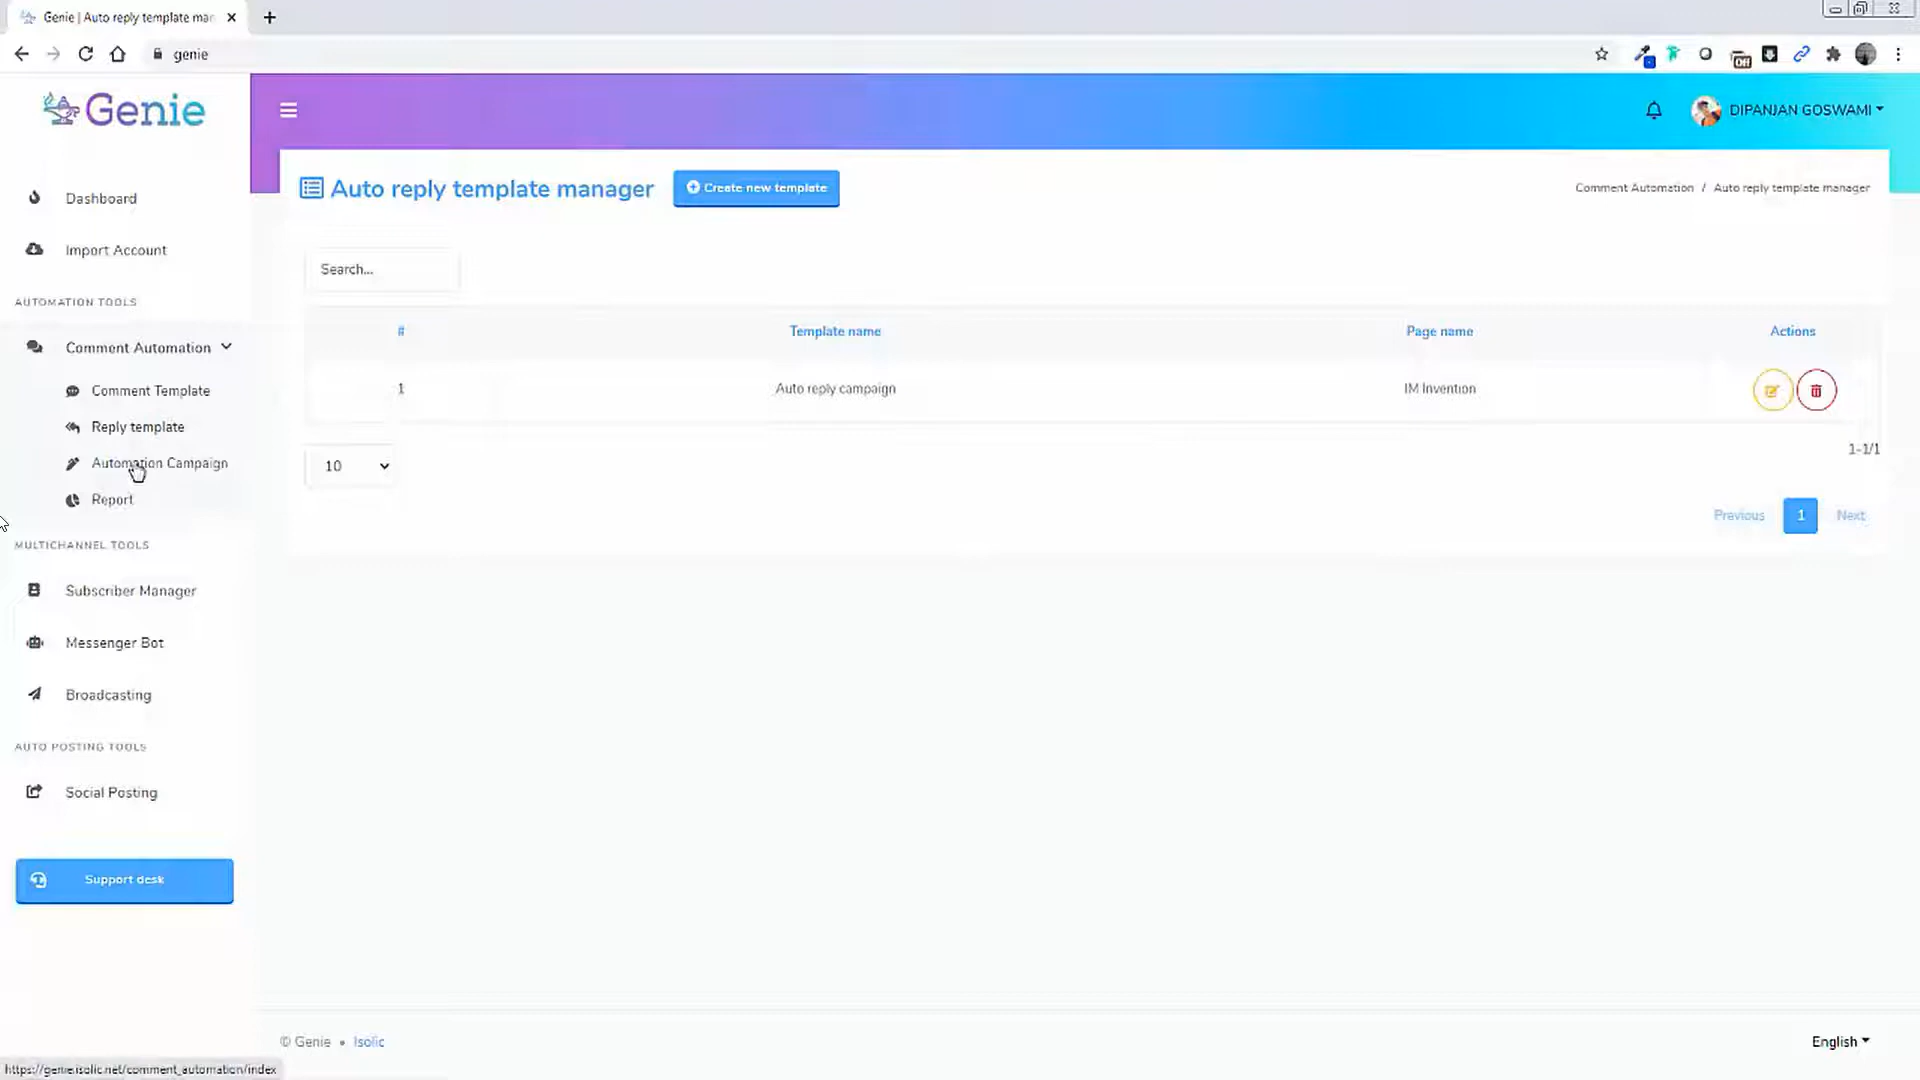 Genie | Auto reply template mar
genie
Off
Genie
DIPANJAN GOSWAMI
Auto reply template manager
Create new template
Comment Automation / Auto reply template manager
Dashboard
Import Account
AUTOMATION TOOLS
Comment Automation
Comment Template
Reply template
Automation Campaign
Report
MULTICHANNEL TOOLS
Subscriber Manager
Messenger Bot
Broadcasting
AUTO POSTING TOOLS
Social Posting
Support desk
Search...
# Template name Page name Actions
1 Auto reply campaign IM Invention
10
1-1/1
Previous 1 Next
© Genie • Isolic
English
https://genie.isolic.net/comment_automation/index